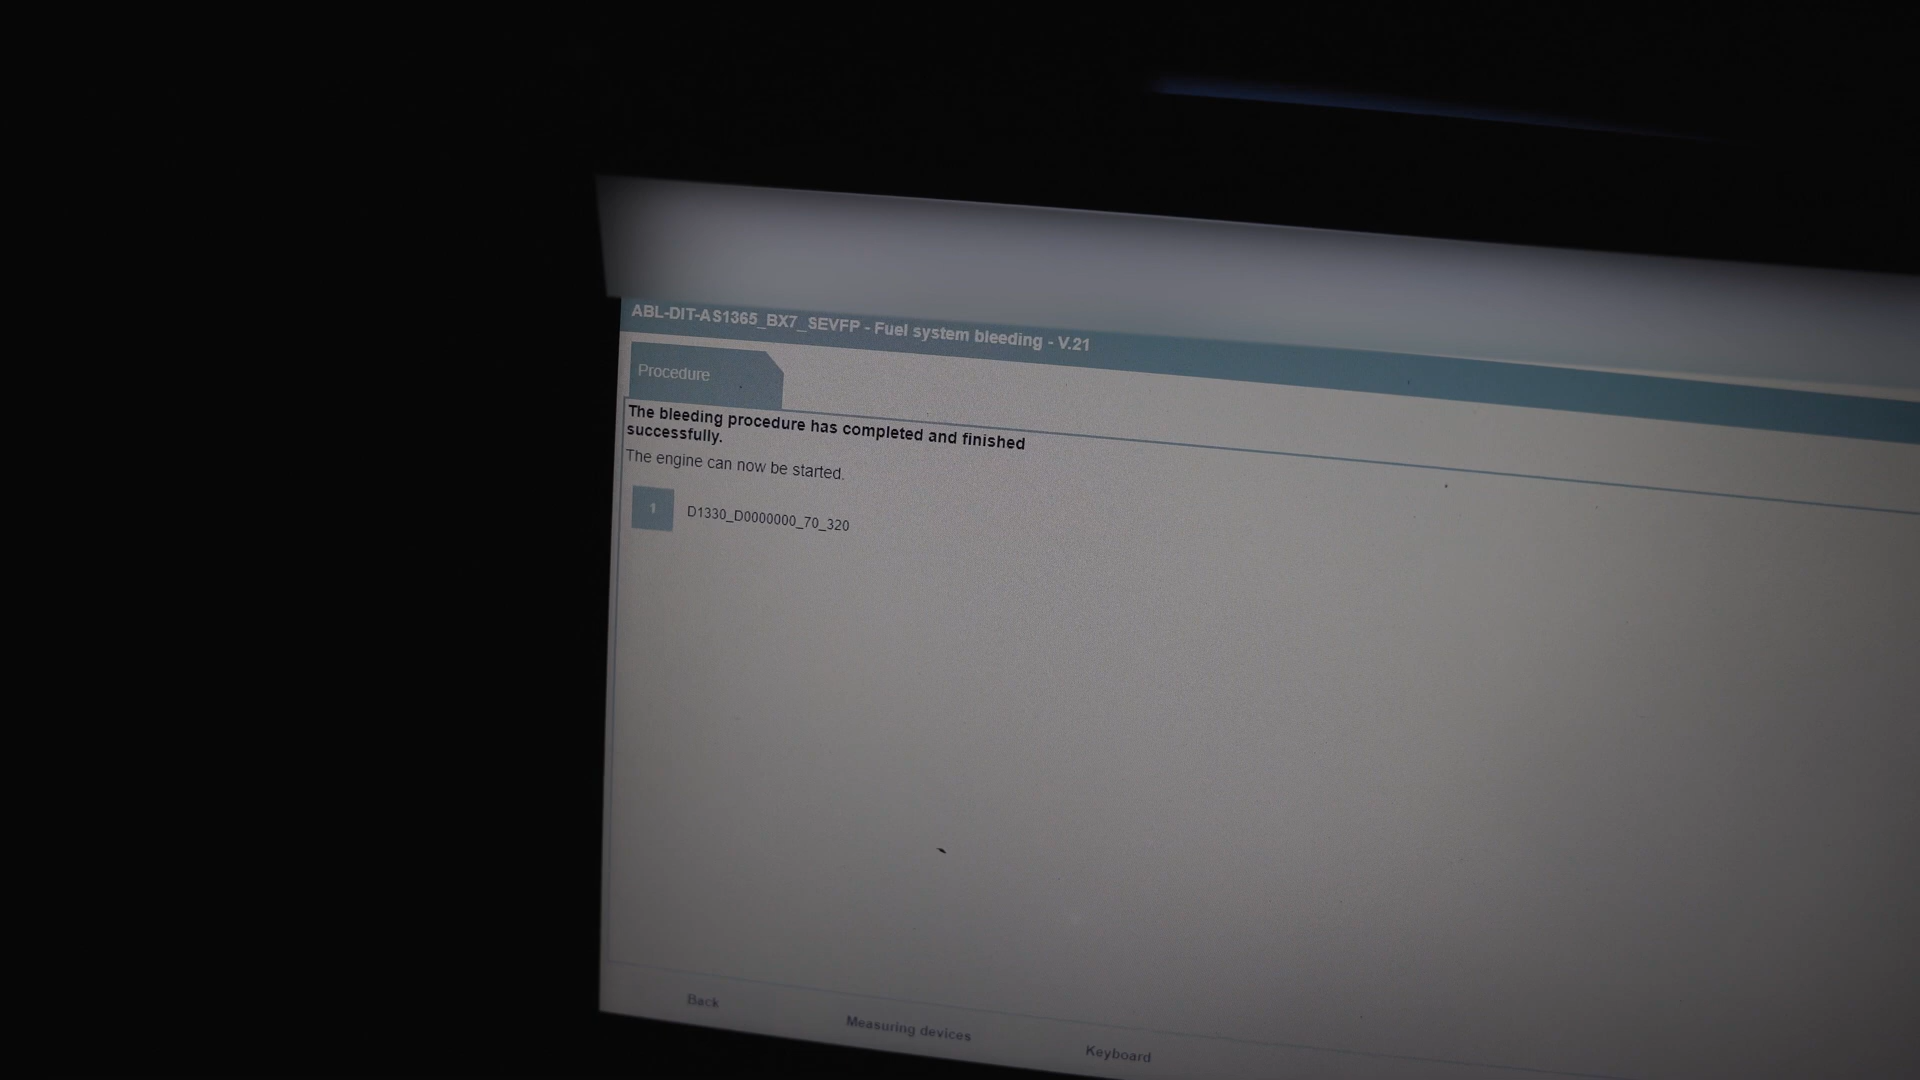 ABL-DIT-AS1365_BX7_SEVFP - Fuel system bleeding - V.21
Procedure
The bleeding procedure has completed and finished
successfully.
The engine can now be started.
1 D1330_D0000000_70_320
Back
Measuring devices
Keyboard